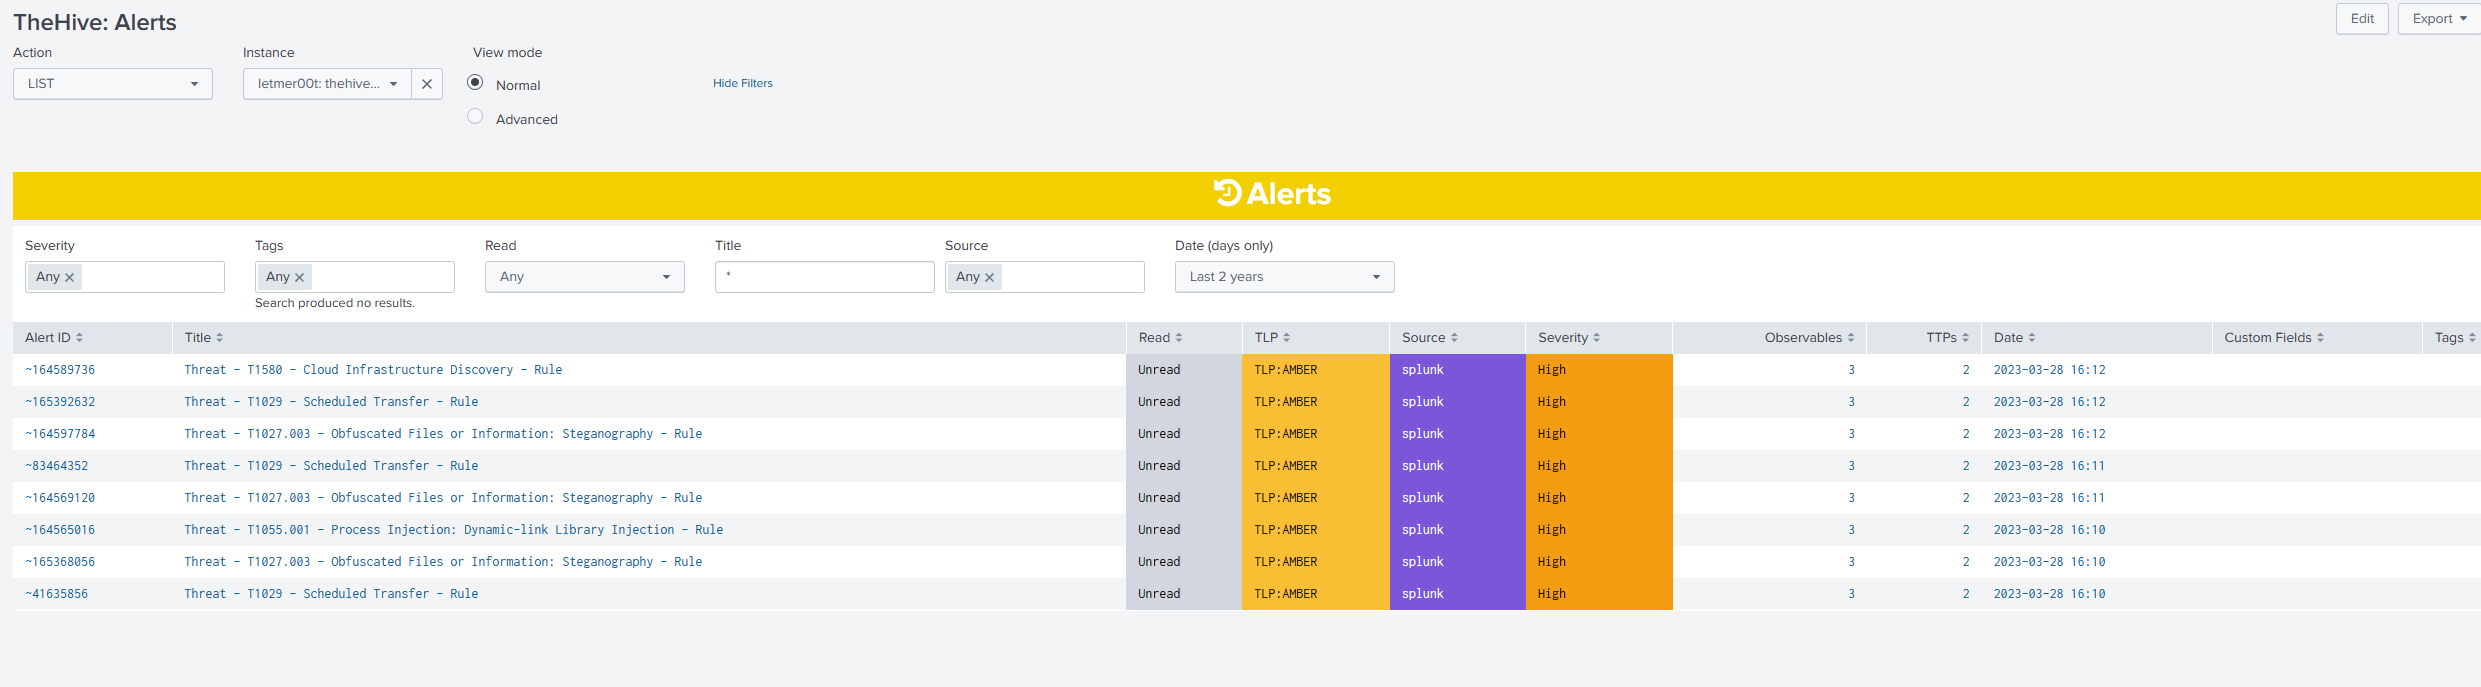 TheHive: Alerts
Edit Export
Action Instance View mode
LIST letmer00t: thehive... Normal Hide Filters
Advanced
Alerts
Severity Tags Read Title Source Date (days only)
Any Any Any * Any Last 2 years
Search produced no results.
Alert ID Title Read TLP Source Severity Observables TTPs Date Custom Fields Tags
~164589736 Threat - T1580 - Cloud Infrastructure Discovery - Rule Unread TLP:AMBER splunk High 3 2 2023-03-28 16:12
~165392632 Threat - T1029 - Scheduled Transfer - Rule Unread TLP:AMBER splunk High 3 2 2023-03-28 16:12
~164597784 Threat - T1027.003 - Obfuscated Files or Information: Steganography - Rule Unread TLP:AMBER splunk High 3 2 2023-03-28 16:12
~83464352 Threat - T1029 - Scheduled Transfer - Rule Unread TLP:AMBER splunk High 3 2 2023-03-28 16:11
~164569120 Threat - T1027.003 - Obfuscated Files or Information: Steganography - Rule Unread TLP:AMBER splunk High 3 2 2023-03-28 16:11
~164565016 Threat - T1055.001 - Process Injection: Dynamic-link Library Injection - Rule Unread TLP:AMBER splunk High 3 2 2023-03-28 16:10
~165368056 Threat - T1027.003 - Obfuscated Files or Information: Steganography - Rule Unread TLP:AMBER splunk High 3 2 2023-03-28 16:10
~41635856 Threat - T1029 - Scheduled Transfer - Rule Unread TLP:AMBER splunk High 3 2 2023-03-28 16:10